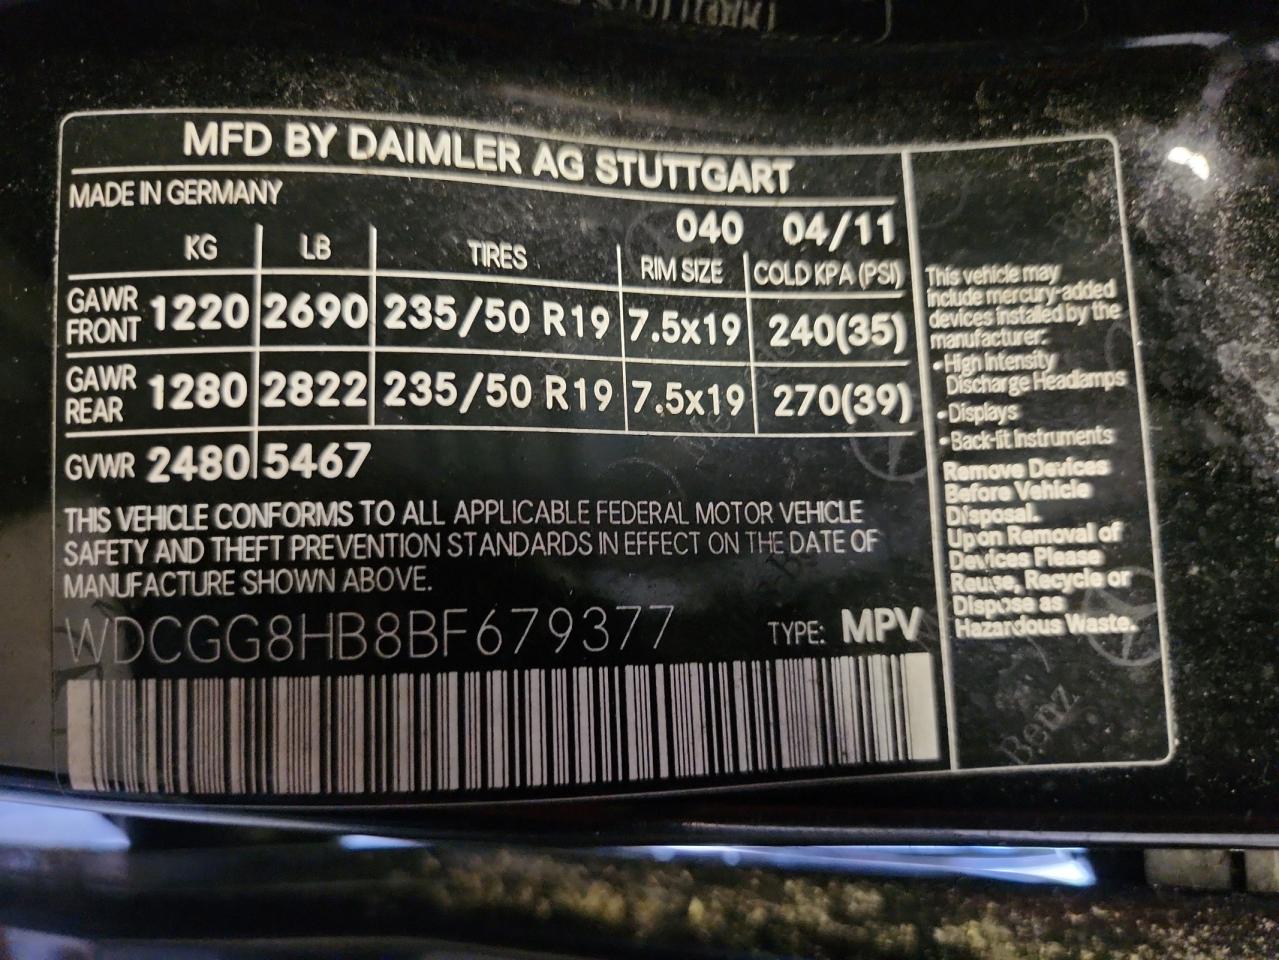 MFD BY DAIMLER AG STUTTGART
MADE IN GERMANY
040 04/11
KG LB TIRES RIM SIZE COLD KPA (PSI)
GAWR FRONT 1220 2690 235/50 R19 7.5x19 240(35)
GAWR REAR 1280 2822 235/50 R19 7.5x19 270(39)
GVWR 2480 5467
THIS VEHICLE CONFORMS TO ALL APPLICABLE FEDERAL MOTOR VEHICLE
SAFETY AND THEFT PREVENTION STANDARDS IN EFFECT ON THE DATE OF
MANUFACTURE SHOWN ABOVE.
WDCGG8HB8BF679377 TYPE: MPV
This vehicle may
include mercury-added
devices installed by the
manufacturer:
• High Intensity
Discharge Headlamps
• Displays
• Back-lit Instruments
Remove Devices
Before Vehicle
Disposal.
Upon Removal of
Devices Please
Reuse, Recycle or
Dispose as
Hazardous Waste.
Benz